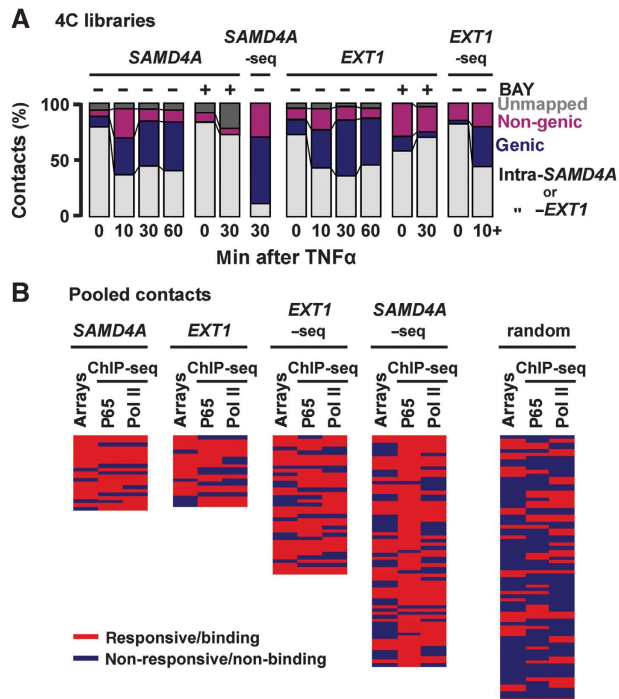 A 4C libraries
SAMD4A SAMD4A -seq EXT1 EXT1 -seq
– – – – + + – – – – – + + – – BAY
Contacts (%)
100
50
0
Unmapped
Non-genic
Genic
Intra-SAMD4A
or
" –EXT1
0 10 30 60 0 30 30 0 10 30 60 0 30 0 10+
Min after TNFα
B Pooled contacts
SAMD4A EXT1 EXT1 –seq SAMD4A –seq random
ChIP-seq ChIP-seq ChIP-seq ChIP-seq ChIP-seq
Arrays P65 Pol II Arrays P65 Pol II Arrays P65 Pol II Arrays P65 Pol II Arrays P65 Pol II
Responsive/binding
Non-responsive/non-binding